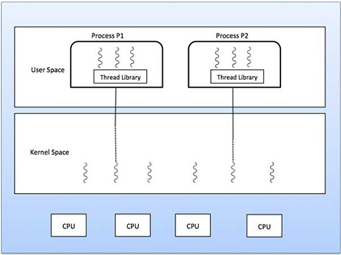 Process P1
Process P2
User Space
Thread Library
Thread Library
Kernel Space
CPU
CPU
CPU
CPU